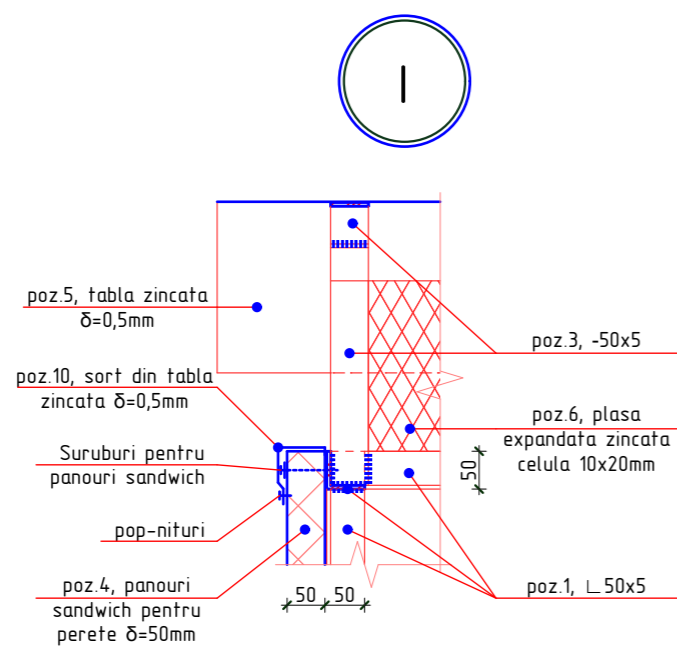 I
poz.5, tabla zincata
δ=0,5mm
poz.3, -50x5
poz.10, sort din tabla
zincata δ=0,5mm
poz.6, plasa
expandata zincata
celula 10x20mm
Suruburi pentru
panouri sandwich
50
pop-nituri
poz.4, panouri
sandwich pentru
perete δ=50mm
50 50
poz.1, ∟50x5